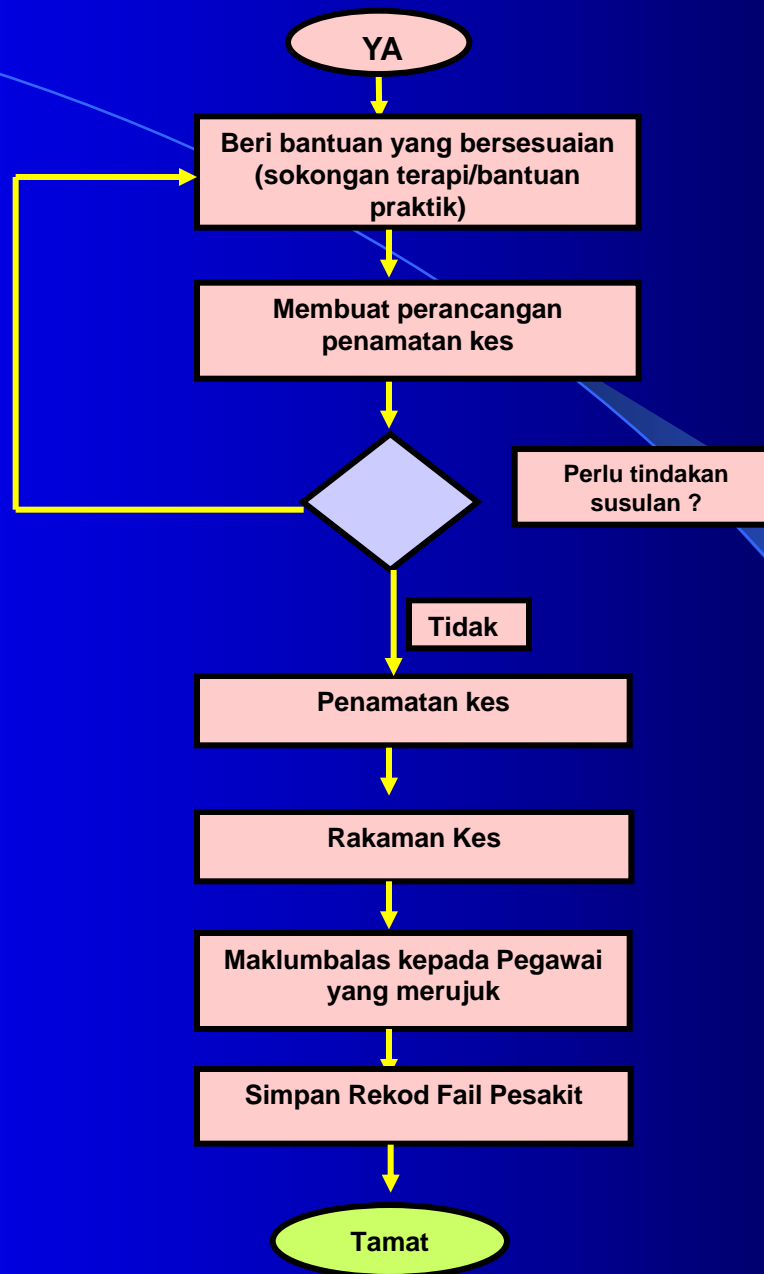 YA
Beri bantuan yang bersesuaian
(sokongan terapi/bantuan
praktik)
Membuat perancangan
penamatan kes
Perlu tindakan
susulan ?
Tidak
Penamatan kes
Rakaman Kes
Maklumbalas kepada Pegawai
yang merujuk
Simpan Rekod Fail Pesakit
Tamat